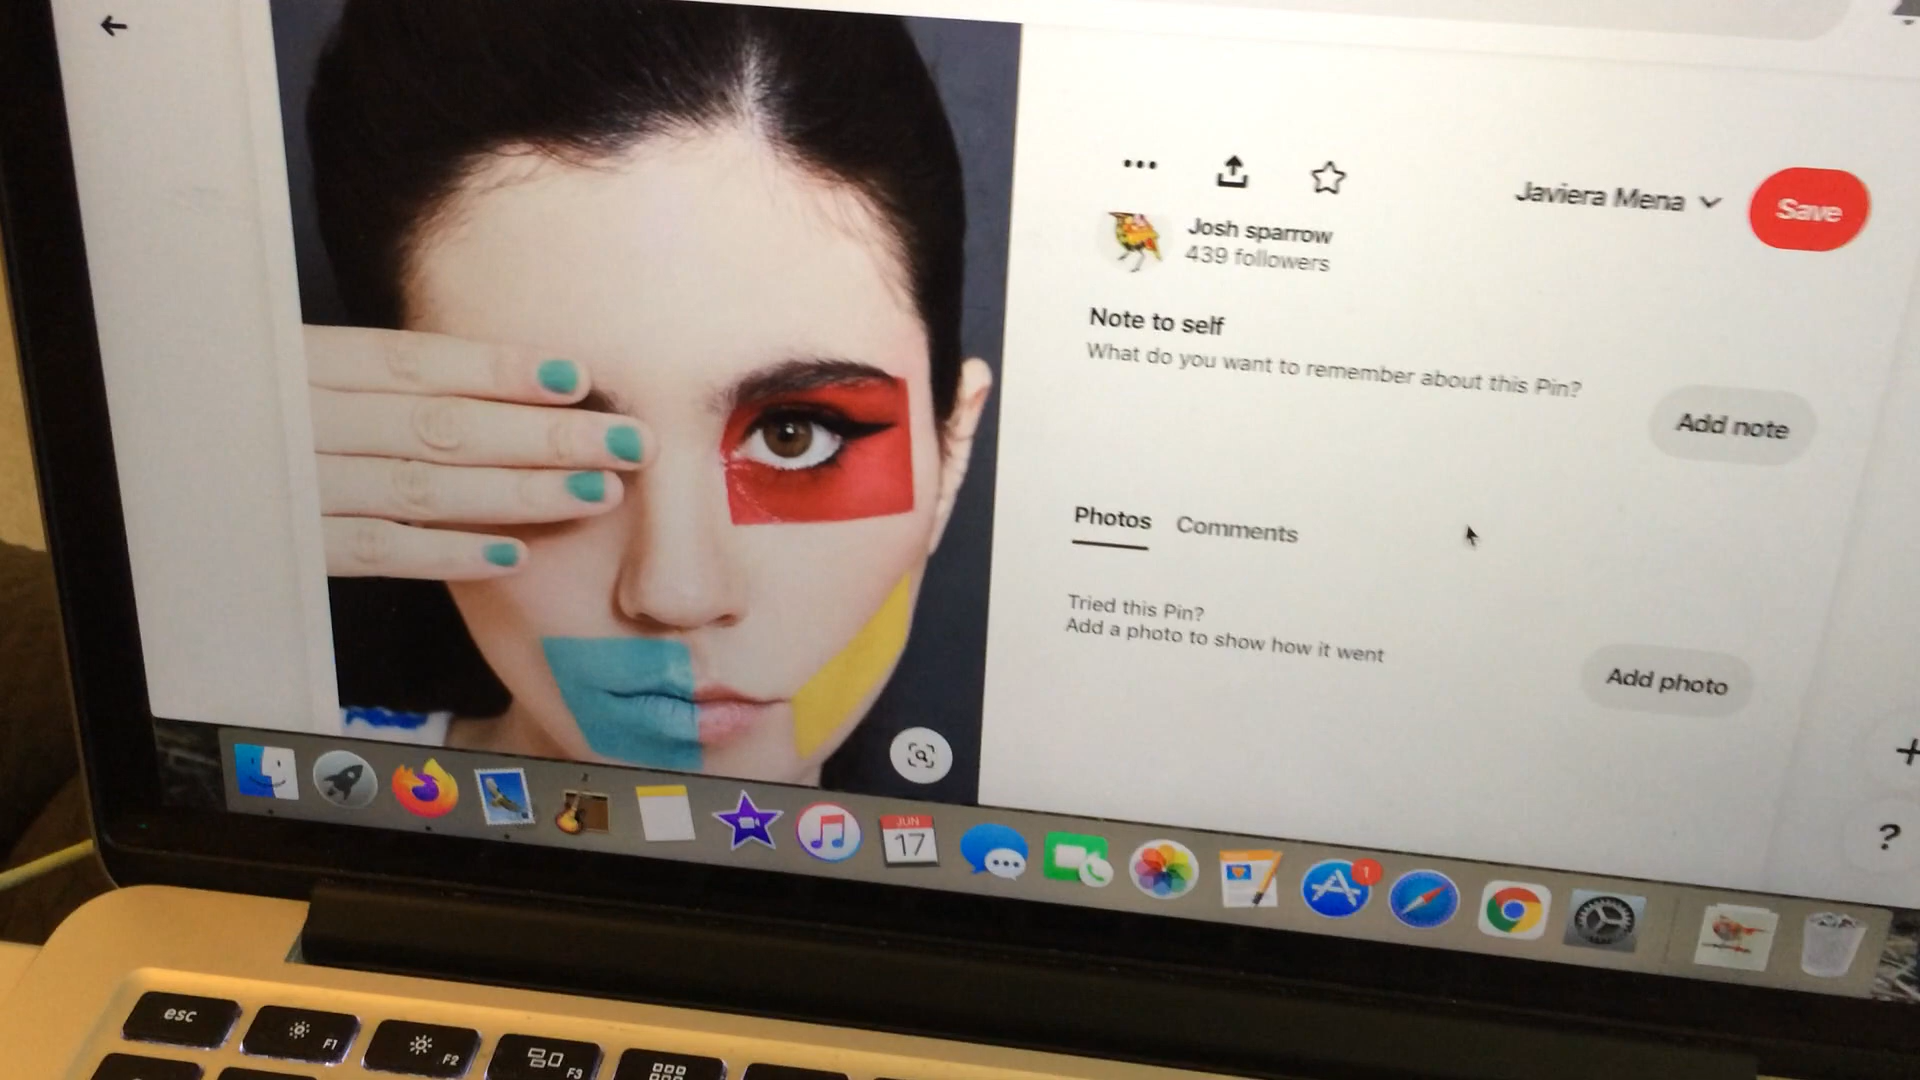 Javiera Mena
Save
Josh sparrow
439 followers
Note to self
What do you want to remember about this Pin?
Add note
Photos Comments
Tried this Pin?
Add a photo to show how it went
Add photo
?
JUN
17
1
esc
F1
F2
F3